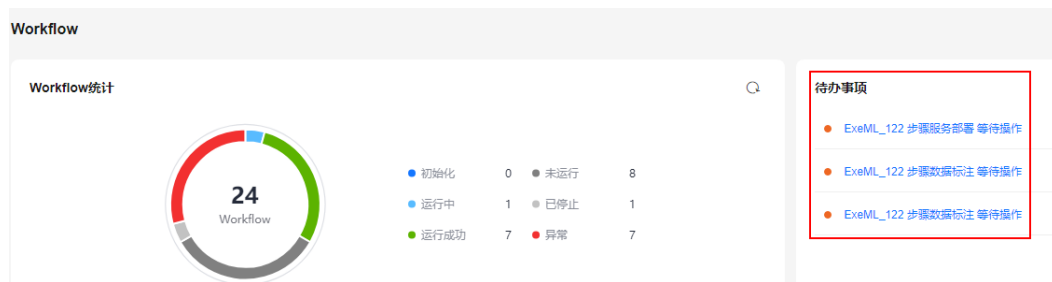 Workflow
Workflow统计
24
Workflow
初始化 0 未运行 8
运行中 1 已停止 1
运行成功 7 异常 7
待办事项
ExeML_122 步骤服务部署 等待操作
ExeML_122 步骤数据标注 等待操作
ExeML_122 步骤数据标注 等待操作